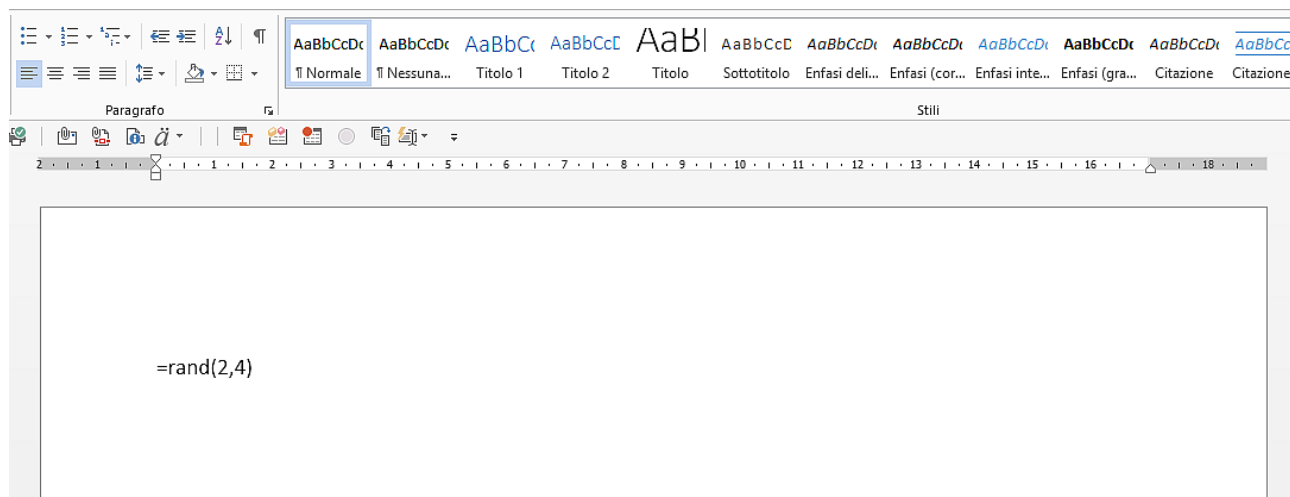 AaBbCcDc AaBbCcDc AaBbCc AaBbCcE AaB AaBbCcD AaBbCcDc AaBbCcDc AaBbCcDc AaBbCcDc AaBbCcDc AaBbCc
¶ Normale ¶ Nessuna... Titolo 1 Titolo 2 Titolo Sottotitolo Enfasi deli... Enfasi (cor... Enfasi inte... Enfasi (gra... Citazione Citazione
Paragrafo Stili
2 1 1 2 3 4 5 6 7 8 9 10 11 12 13 14 15 16 18
=rand(2,4)